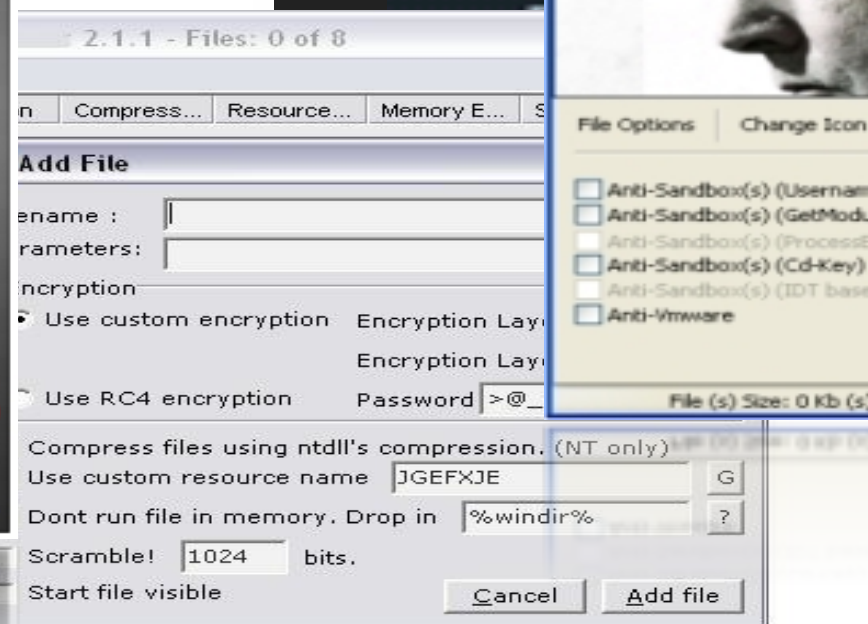 2.1.1 - Files: 0 of 8
n Compress... Resource... Memory E... S
Add File
ename :
rameters:
ncryption
Use custom encryption Encryption Lay
Encryption Lay
Use RC4 encryption Password >@_
Compress files using ntdll's compression. (NT only)
Use custom resource name JGEFXJE G
Dont run file in memory. Drop in %windir% ?
Scramble! 1024 bits.
Start file visible Cancel Add file
File Options Change Icon
Anti-Sandbox(s) (Usernam
Anti-Sandbox(s) (GetModu
Anti-Sandbox(s) (ProcessE
Anti-Sandbox(s) (Cd-Key)
Anti-Sandbox(s) (IDT base
Anti-Vmware
File (s) Size: 0 Kb (s)